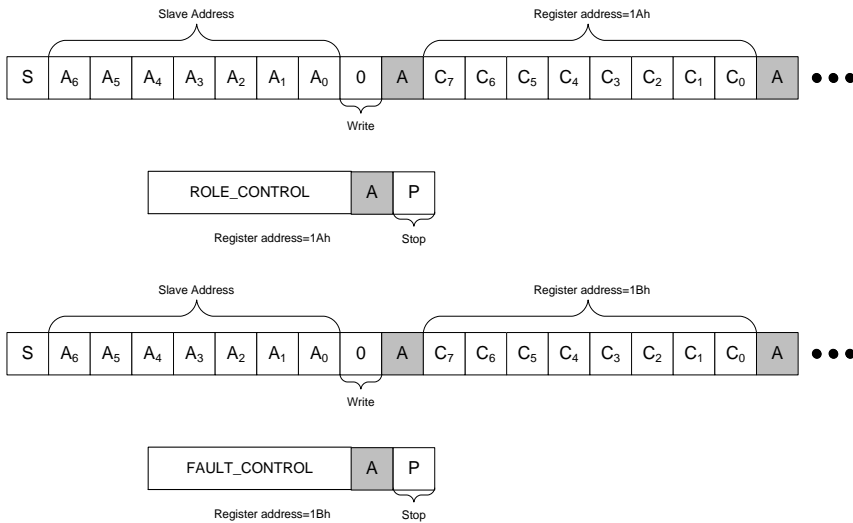 Slave Address Register address=1Ah
S A₆ A₅ A₄ A₃ A₂ A₁ A₀ 0 A C₇ C₆ C₅ C₄ C₃ C₂ C₁ C₀ A •••
Write
ROLE_CONTROL A P
Register address=1Ah Stop
Slave Address Register address=1Bh
S A₆ A₅ A₄ A₃ A₂ A₁ A₀ 0 A C₇ C₆ C₅ C₄ C₃ C₂ C₁ C₀ A •••
Write
FAULT_CONTROL A P
Register address=1Bh Stop